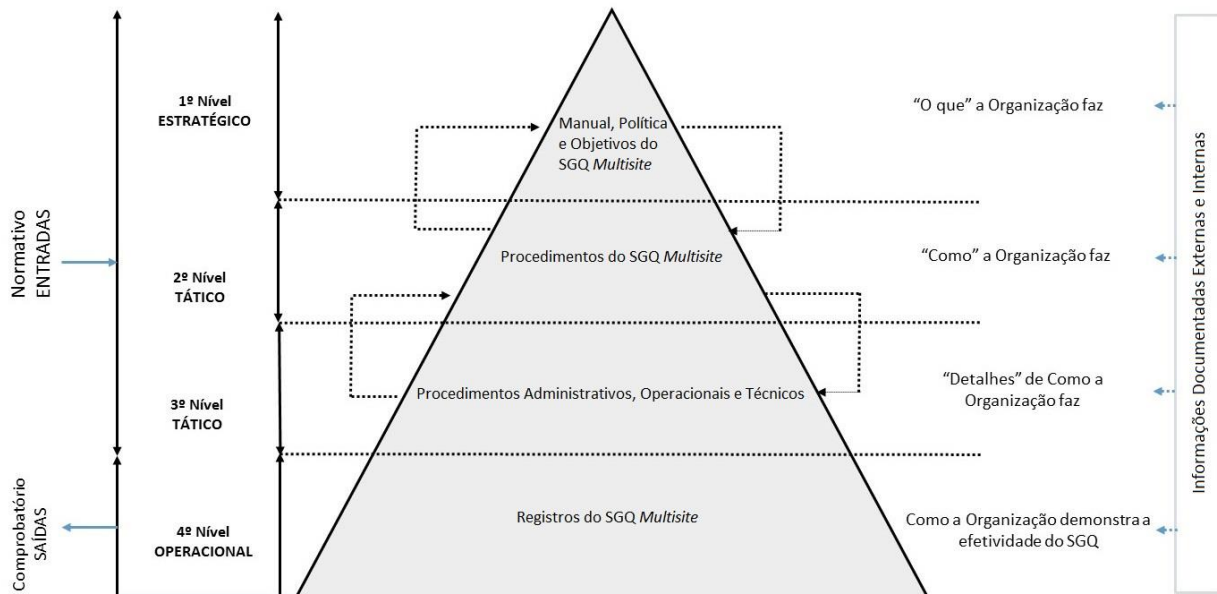 1º Nível
ESTRATÉGICO
Manual, Política
e Objetivos do
SGQ Multisite
“O que” a Organização faz
Normativo
ENTRADAS
2º Nível
TÁTICO
Procedimentos do SGQ Multisite
“Como” a Organização faz
3º Nível
TÁTICO
Procedimentos Administrativos, Operacionais e Técnicos
“Detalhes” de Como a
Organização faz
Comprobatório
SAÍDAS
4º Nível
OPERACIONAL
Registros do SGQ Multisite
Como a Organização demonstra a
efetividade do SGQ
Informações Documentadas Externas e Internas